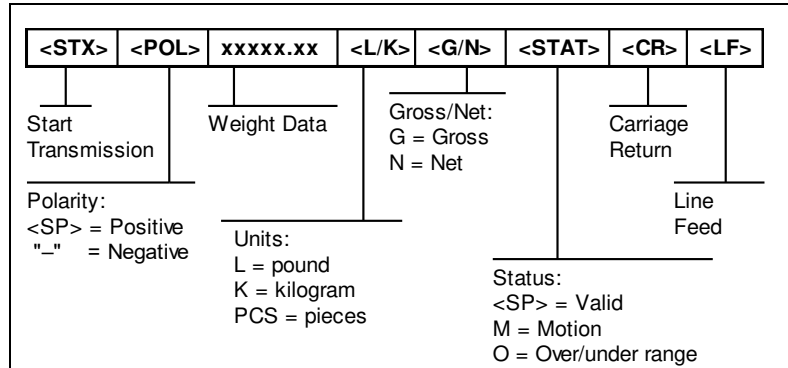 <STX> <POL> xxxxx.xx <L/K> <G/N> <STAT> <CR> <LF>
Start
Transmission
Weight Data
Gross/Net:
G = Gross
N = Net
Carriage
Return
Polarity:
<SP> = Positive
"–" = Negative
Units:
L = pound
K = kilogram
PCS = pieces
Line
Feed
Status:
<SP> = Valid
M = Motion
O = Over/under range